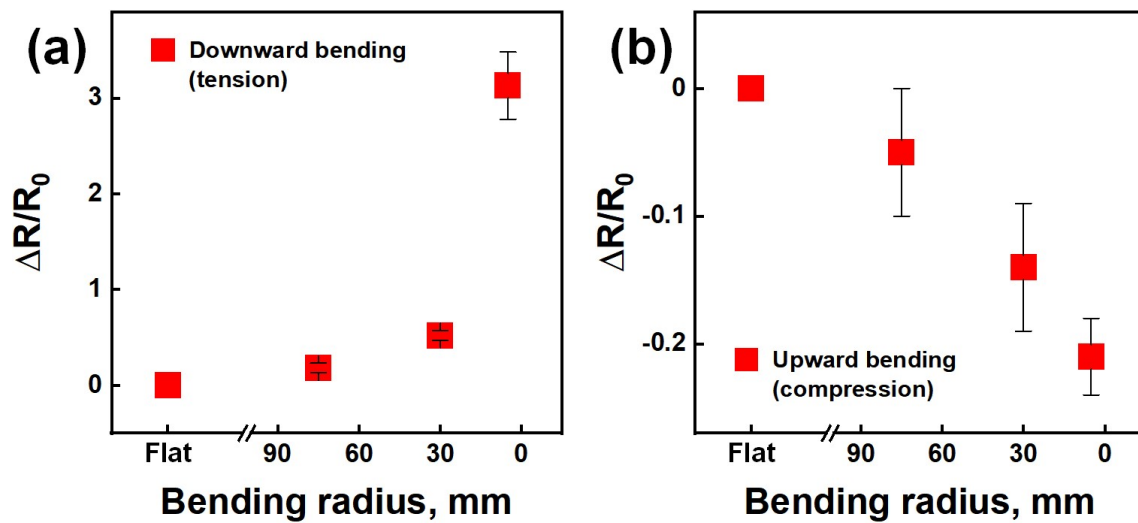 (a)
Downward bending
(tension)
3
2
1
0
ΔR/R0
Flat 90 60 30 0
Bending radius, mm
(b)
0
-0.1
-0.2
ΔR/R0
Upward bending
(compression)
Flat 90 60 30 0
Bending radius, mm